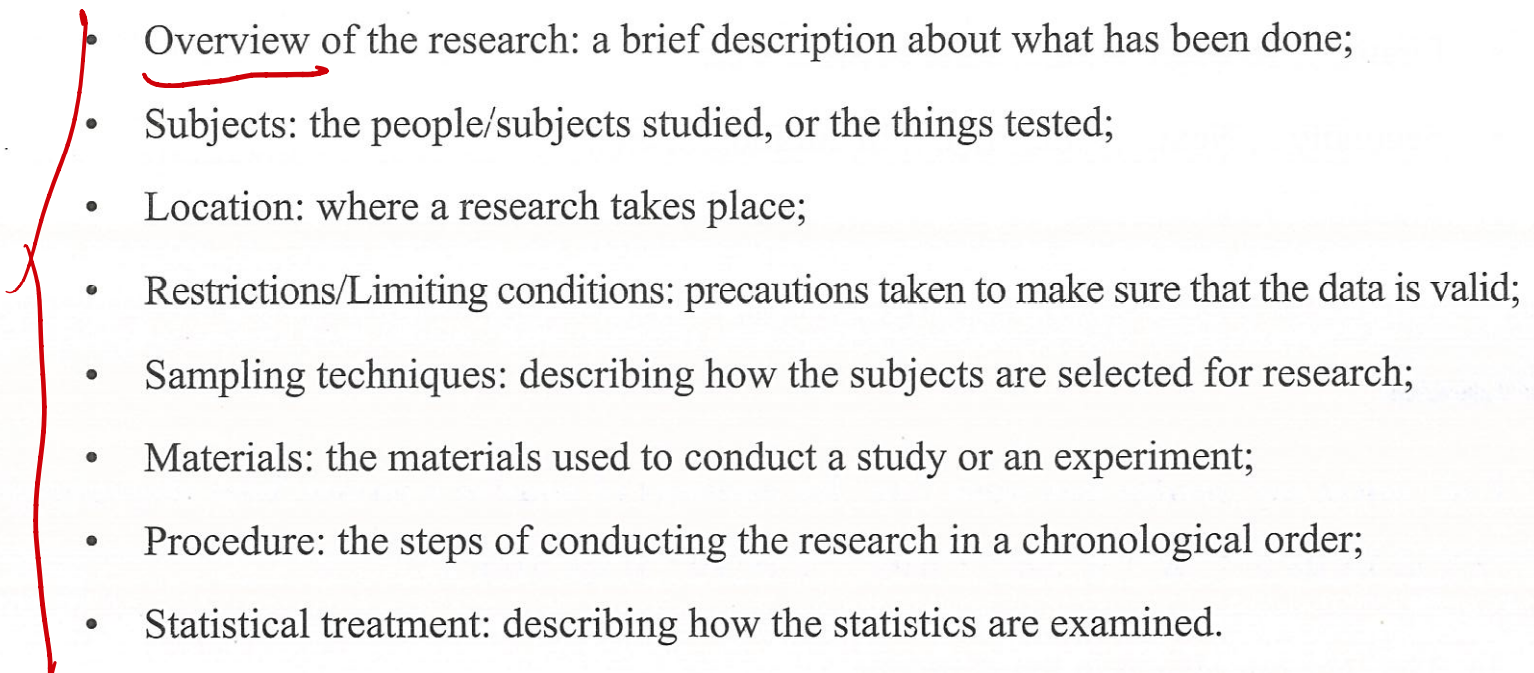 • Overview of the research: a brief description about what has been done;
• Subjects: the people/subjects studied, or the things tested;
• Location: where a research takes place;
• Restrictions/Limiting conditions: precautions taken to make sure that the data is valid;
• Sampling techniques: describing how the subjects are selected for research;
• Materials: the materials used to conduct a study or an experiment;
• Procedure: the steps of conducting the research in a chronological order;
• Statistical treatment: describing how the statistics are examined.